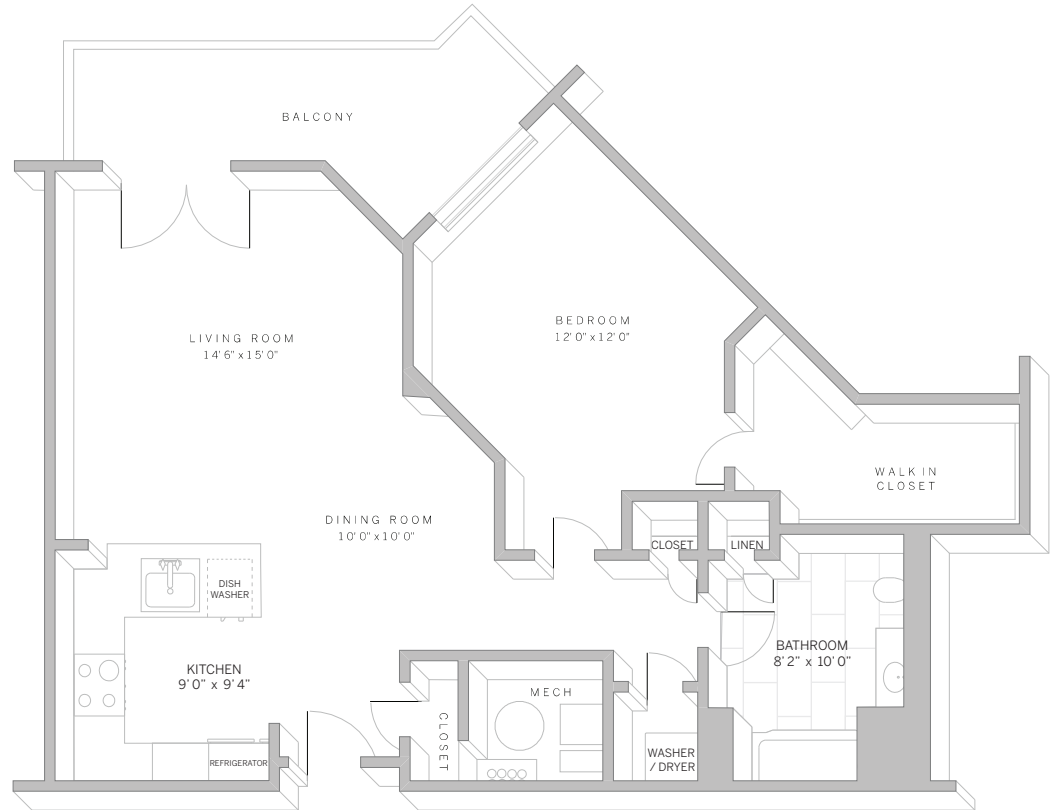 BALCONY
LIVING ROOM
14'6" x 15'0"
BEDROOM
12'0" x 12'0"
WALK IN
CLOSET
DINING ROOM
10'0" x 10'0"
CLOSET
LINEN
DISH
WASHER
KITCHEN
9'0" x 9'4"
BATHROOM
8'2" x 10'0"
MECH
CLOSET
WASHER
/ DRYER
REFRIGERATOR